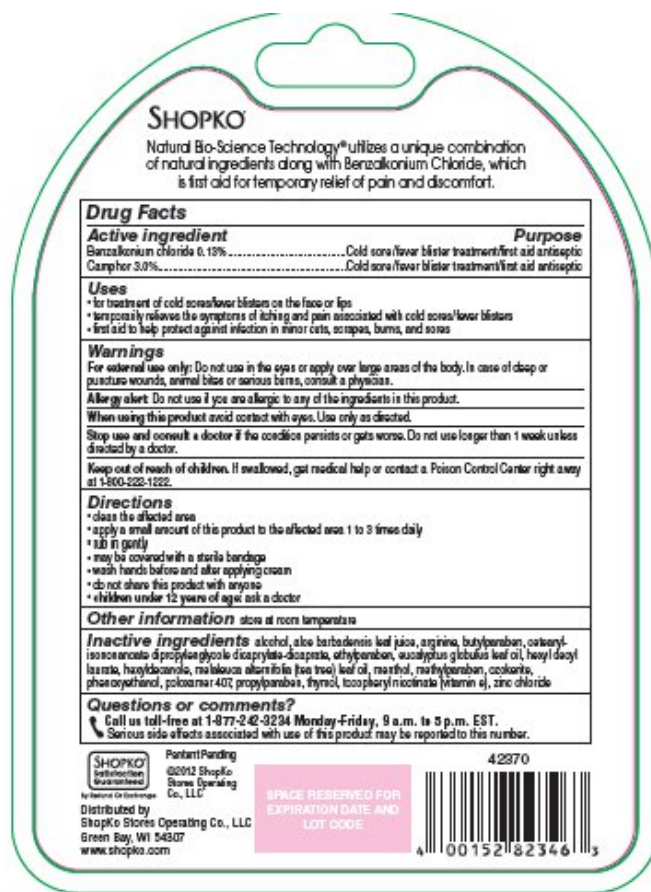 SHOPKO
Natural Bio-Science Technology® utilizes a unique combination
of natural ingredients along with Benzalkonium Chloride, which
is first aid for temporary relief of pain and discomfort.
Drug Facts
Active ingredient Purpose
Benzalkonium chloride 0.13%....................Cold sore/fever blister treatment/first aid antiseptic
Camphor 3.0%....................Cold sore/fever blister treatment/first aid antiseptic
Uses
• for treatment of cold sores/fever blisters on the face or lips
• temporarily relieves the symptoms of itching and pain associated with cold sores/fever blisters
• first aid to help protect against infection in minor cuts, scrapes, burns, and sores
Warnings
For external use only: Do not use in the eyes or apply over large areas of the body. In case of deep or
puncture wounds, animal bites or serious burns, consult a physician.
Allergy alert: Do not use if you are allergic to any of the ingredients in this product.
When using this product avoid contact with eyes. Use only as directed.
Stop use and consult a doctor if the condition persists or gets worse. Do not use longer than 1 week unless
directed by a doctor.
Keep out of reach of children. If swallowed, get medical help or contact a Poison Control Center right away
at 1-800-222-1222.
Directions
• clean the affected area
• apply a small amount of this product to the affected area 1 to 3 times daily
• rub in gently
• may be covered with a sterile bandage
• wash hands before and after applying cream
• do not share this product with anyone
• children under 12 years of age: ask a doctor
Other information store at room temperature
Inactive ingredients alcohol, aloe barbadensis leaf juice, arginine, butylparaben, cetearyl-
isononanoate dipropylenglycole dicaprylate-dicaprate, ethylparaben, eucalyptus globulus leaf oil, hexyl decyl
laurate, hexyldecanole, melaleuca alternifolia (tea tree) leaf oil, menthol, methylparaben, ozokerite,
phenoxyethanol, poloxamer 407, propylparaben, thymol, tocopheryl nicotinate (vitamin e), zinc chloride
Questions or comments?
Call us toll-free at 1-877-242-3234 Monday-Friday, 9 a.m. to 5 p.m. EST.
Serious side effects associated with use of this product may be reported to this number.
SHOPKO
Satisfaction
Guaranteed
by Refund Or Exchange
Pantent Pending
©2012 ShopKo
Stores Operating
Co., LLC
Distributed by
ShopKo Stores Operating Co., LLC
Green Bay, WI 54307
www.shopko.com
SPACE RESERVED FOR
EXPIRATION DATE AND
LOT CODE
42370
4 00152 82346 3